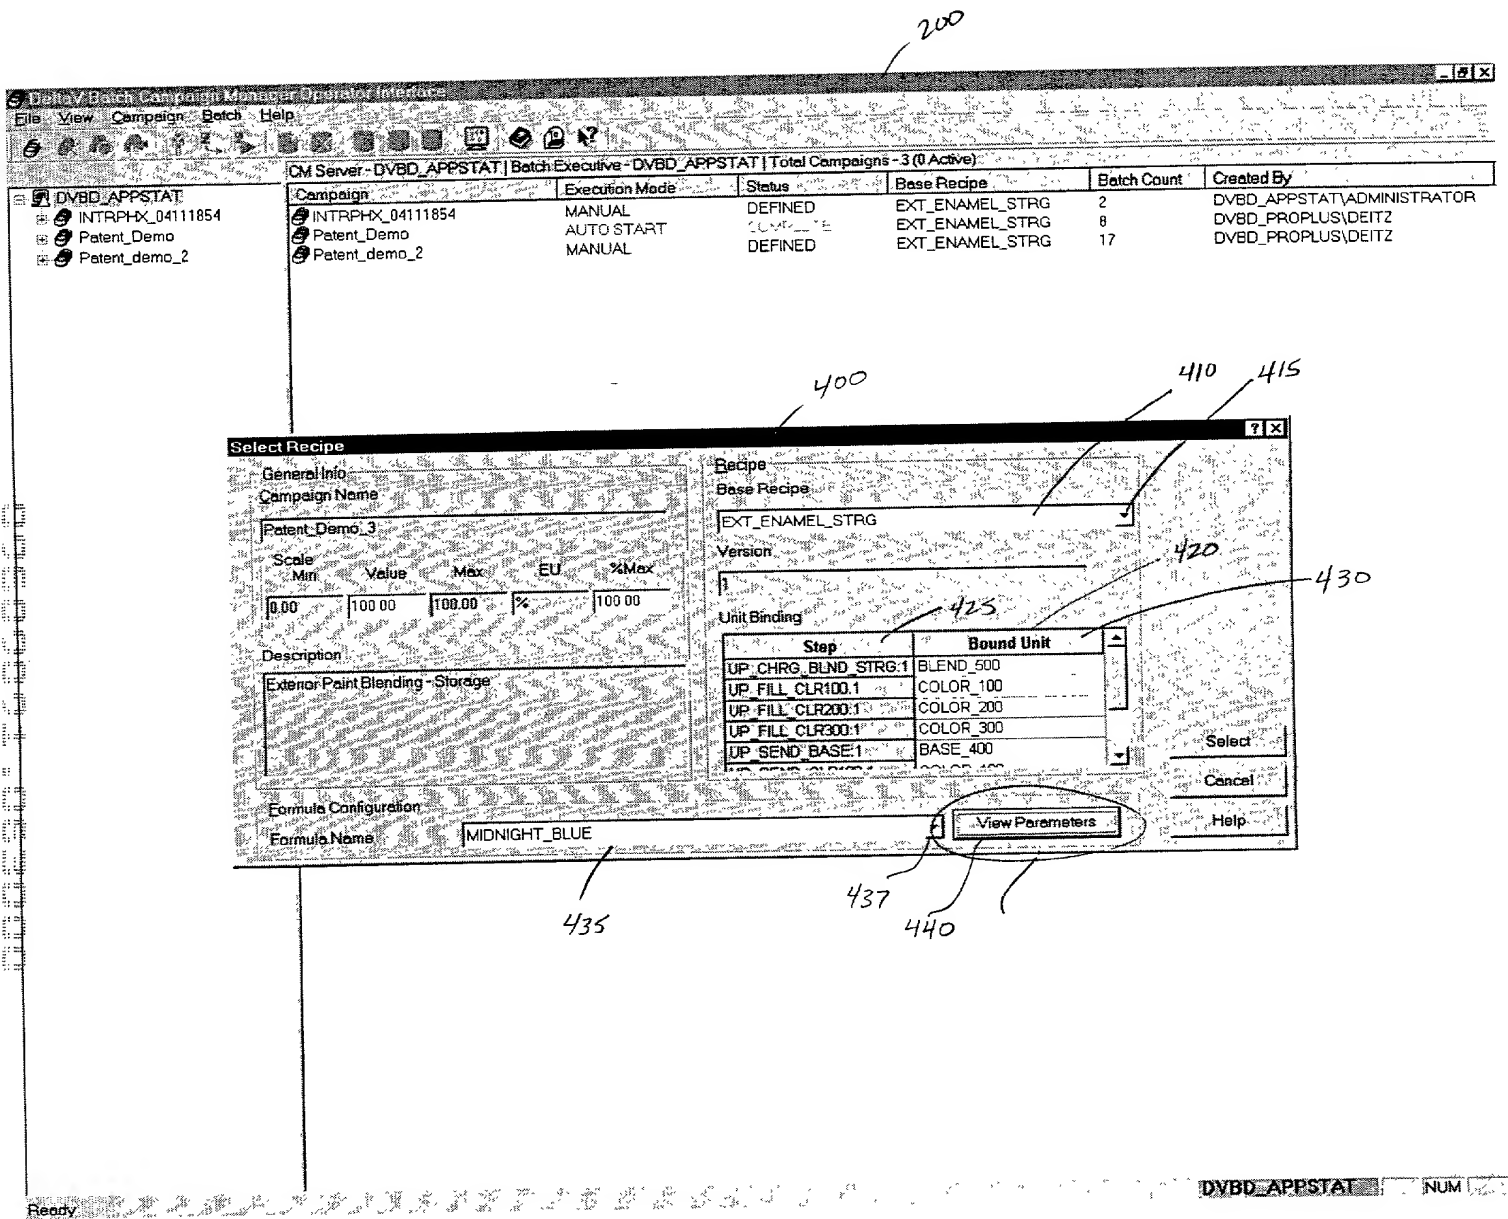 200
DeltaV Batch Campaign Manager Operator Interface
File View Campaign Batch Help
CM Server - DVBD_APPSTAT | Batch Executive - DVBD_APPSTAT | Total Campaigns - 3 (0 Active)
DVBD_APPSTAT
INTRPHX_04111854
Patent_Demo
Patent_demo_2
Campaign Execution Mode Status Base Recipe Batch Count Created By
INTRPHX_04111854 MANUAL DEFINED EXT_ENAMEL_STRG 2 DVBD_APPSTAT\ADMINISTRATOR
Patent_Demo AUTO START EXT_ENAMEL_STRG 8 DVBD_PROPLUS\DEITZ
Patent_demo_2 MANUAL DEFINED EXT_ENAMEL_STRG 17 DVBD_PROPLUS\DEITZ
400
410
415
Select Recipe
General Info
Campaign Name
Patent_Demo_3
Scale
Min Value Max EU %Max
0.00 100.00 100.00 % 100.00
Description
Exterior Paint Blending - Storage
Recipe
Base Recipe
EXT_ENAMEL_STRG
Version
1
420
430
Unit Binding
425
Step Bound Unit
UP_CHRG_BLND_STRG:1 BLEND_500
UP_FILL_CLR100:1 COLOR_100
UP_FILL_CLR200:1 COLOR_200
UP_FILL_CLR300:1 COLOR_300
UP_SEND_BASE:1 BASE_400
Select
Cancel
Help
Formula Configuration
Formula Name MIDNIGHT_BLUE View Parameters
435
437
440
Ready DVBD_APPSTAT NUM